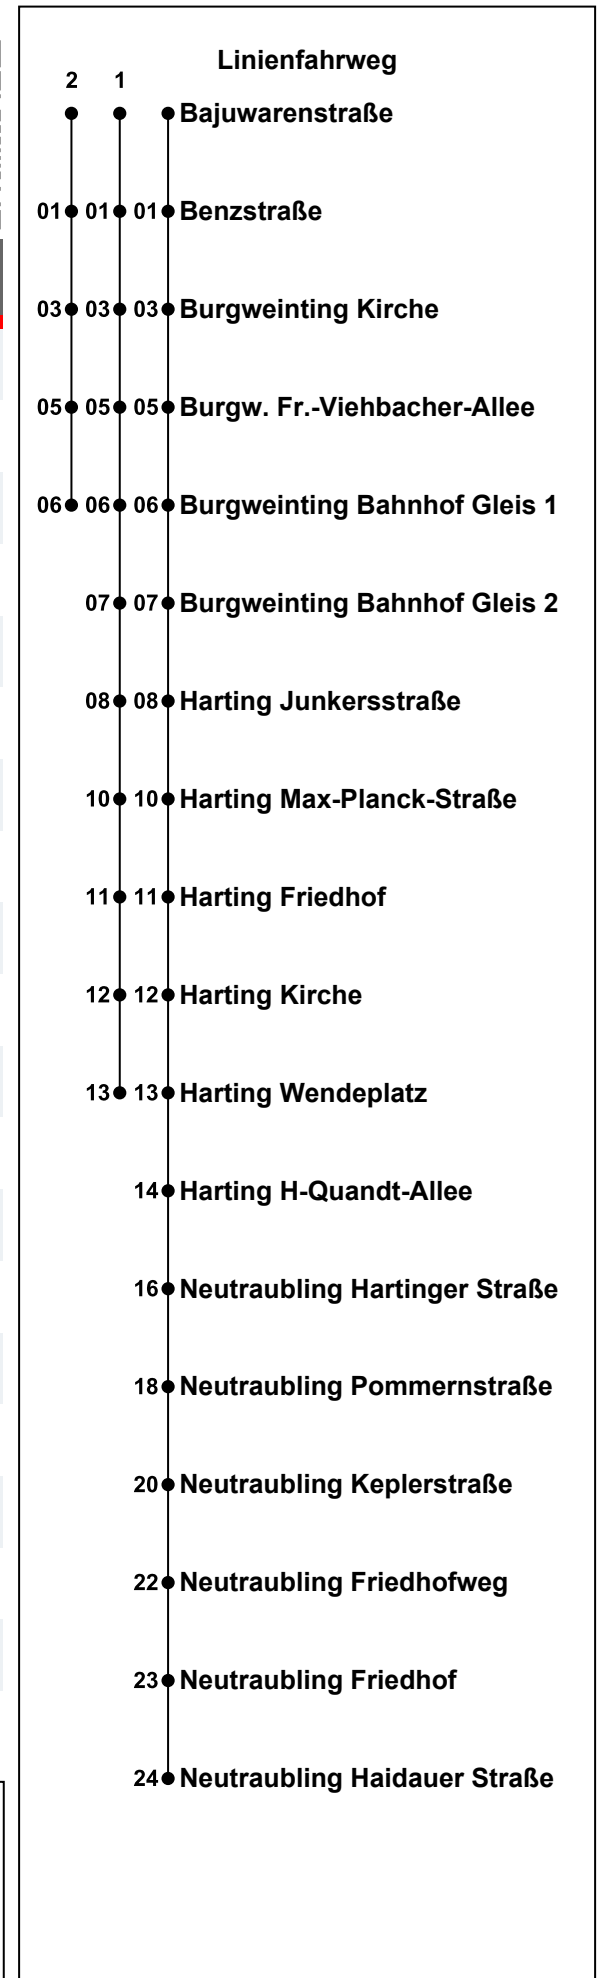 Linienfahrweg
2 1
Bajuwarenstraße
01 01 01 Benzstraße
03 03 03 Burgweinting Kirche
05 05 05 Burgw. Fr.-Viehbacher-Allee
06 06 06 Burgweinting Bahnhof Gleis 1
07 07 Burgweinting Bahnhof Gleis 2
08 08 Harting Junkersstraße
10 10 Harting Max-Planck-Straße
11 11 Harting Friedhof
12 12 Harting Kirche
13 13 Harting Wendeplatz
14 Harting H-Quandt-Allee
16 Neutraubling Hartinger Straße
18 Neutraubling Pommernstraße
20 Neutraubling Keplerstraße
22 Neutraubling Friedhofweg
23 Neutraubling Friedhof
24 Neutraubling Haidauer Straße